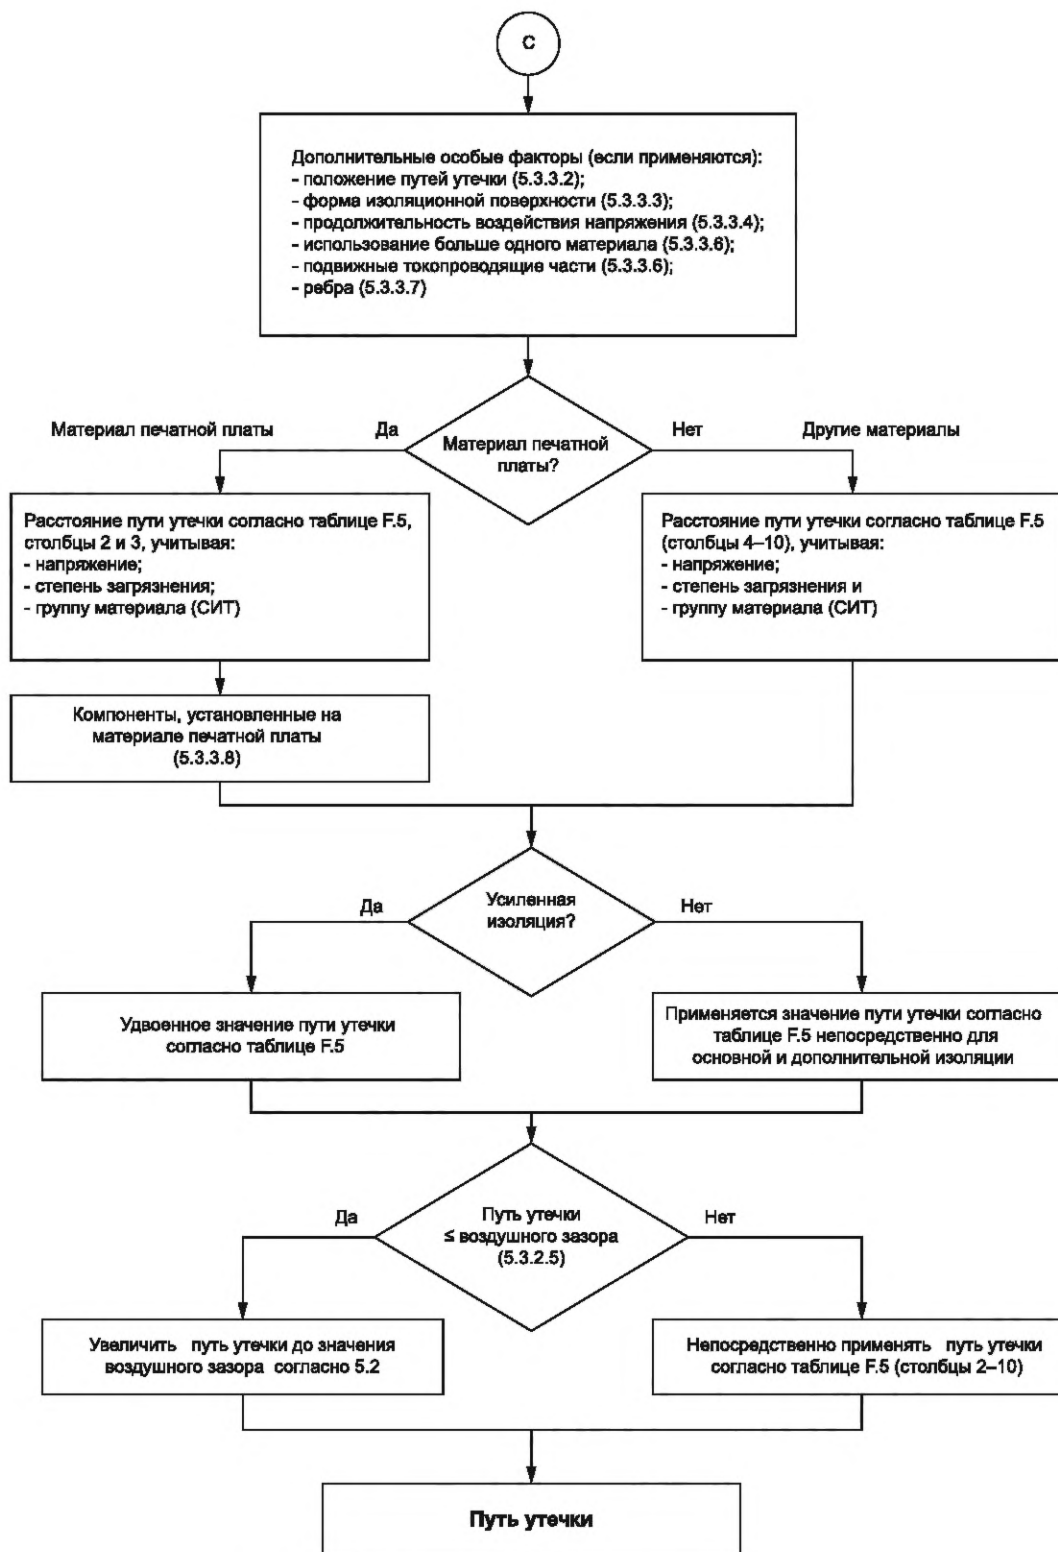 С
Дополнительные особые факторы (если применяются):
- положение путей утечки (5.3.3.2);
- форма изоляционной поверхности (5.3.3.3);
- продолжительность воздействия напряжения (5.3.3.4);
- использование больше одного материала (5.3.3.6);
- подвижные токопроводящие части (5.3.3.6);
- ребра (5.3.3.7)
Материал печатной платы
Да
Материал печатной
платы?
Нет
Другие материалы
Расстояние пути утечки согласно таблице F.5,
столбцы 2 и 3, учитывая:
- напряжение;
- степень загрязнения;
- группу материала (СИТ)
Расстояние пути утечки согласно таблице F.5
(столбцы 4–10), учитывая:
- напряжение;
- степень загрязнения и
- группу материала (СИТ)
Компоненты, установленные на
материале печатной платы
(5.3.3.8)
Да
Усиленная
изоляция?
Нет
Удвоенное значение пути утечки
согласно таблице F.5
Применяется значение пути утечки согласно
таблице F.5 непосредственно для
основной и дополнительной изоляции
Да
Путь утечки
≤ воздушного зазора
(5.3.2.5)
Нет
Увеличить путь утечки до значения
воздушного зазора согласно 5.2
Непосредственно применять путь утечки
согласно таблице F.5 (столбцы 2–10)
Путь утечки